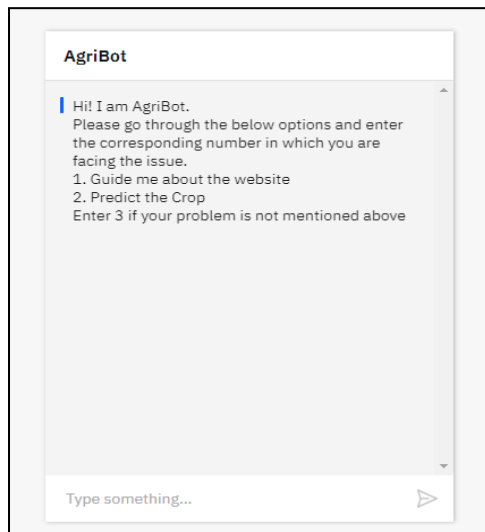 AgriBot
Hi! I am AgriBot.
Please go through the below options and enter
the corresponding number in which you are
facing the issue.
1. Guide me about the website
2. Predict the Crop
Enter 3 if your problem is not mentioned above
Type something...